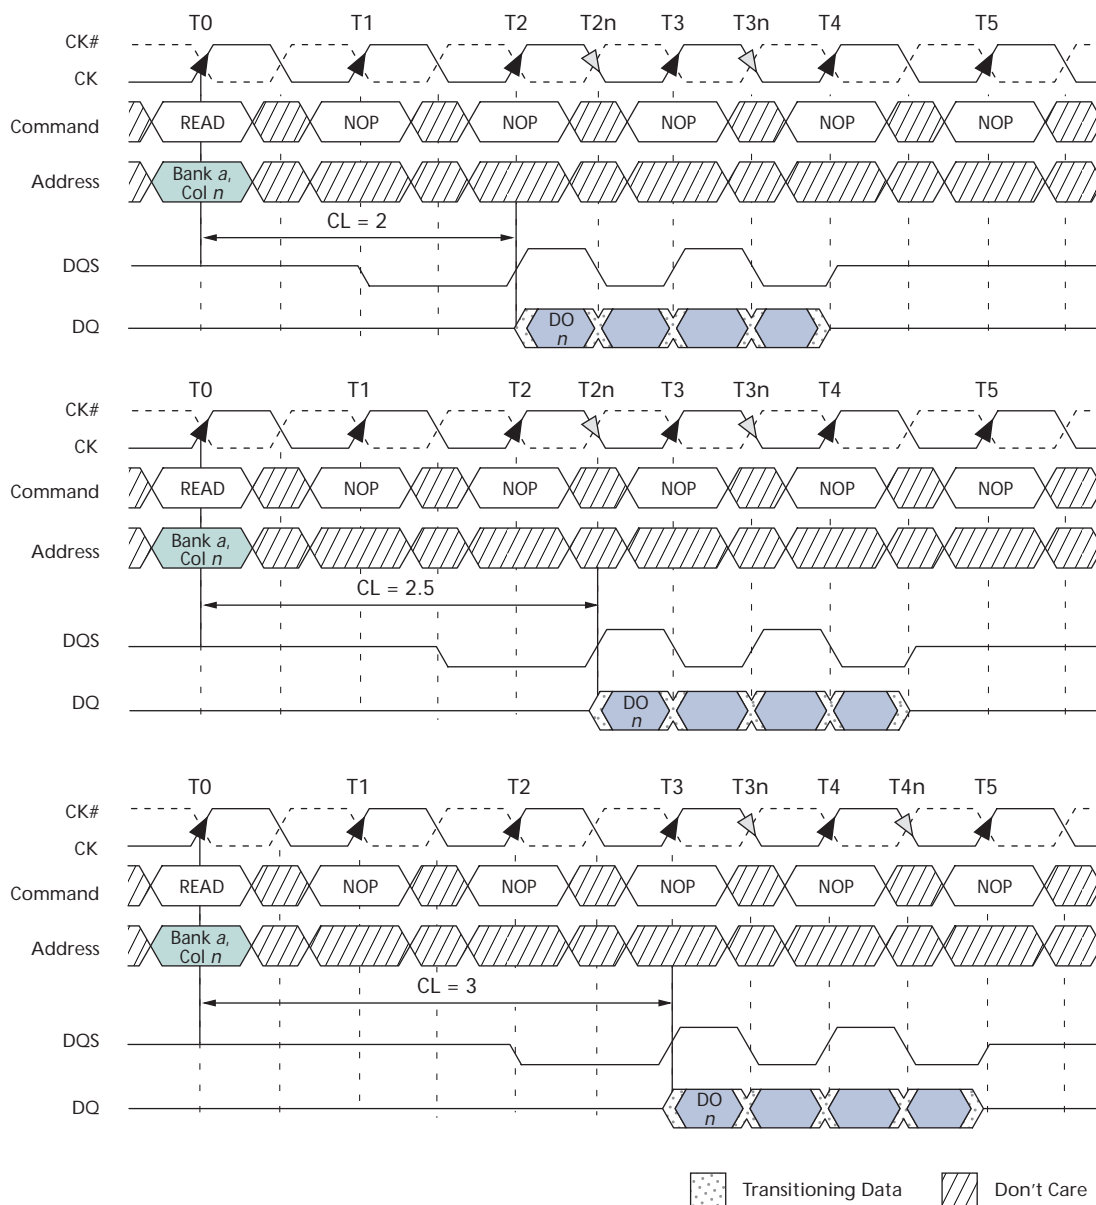 T0 T1 T2 T2n T3 T3n T4 T5
CK#
CK
Command READ NOP NOP NOP NOP NOP
Address Bank a,
Col n
CL = 2
DQS
DQ DO
n
T0 T1 T2 T2n T3 T3n T4 T5
CK#
CK
Command READ NOP NOP NOP NOP NOP
Address Bank a,
Col n
CL = 2.5
DQS
DQ DO
n
T0 T1 T2 T3 T3n T4 T4n T5
CK#
CK
Command READ NOP NOP NOP NOP NOP
Address Bank a,
Col n
CL = 3
DQS
DQ DO
n
Transitioning Data Don't Care